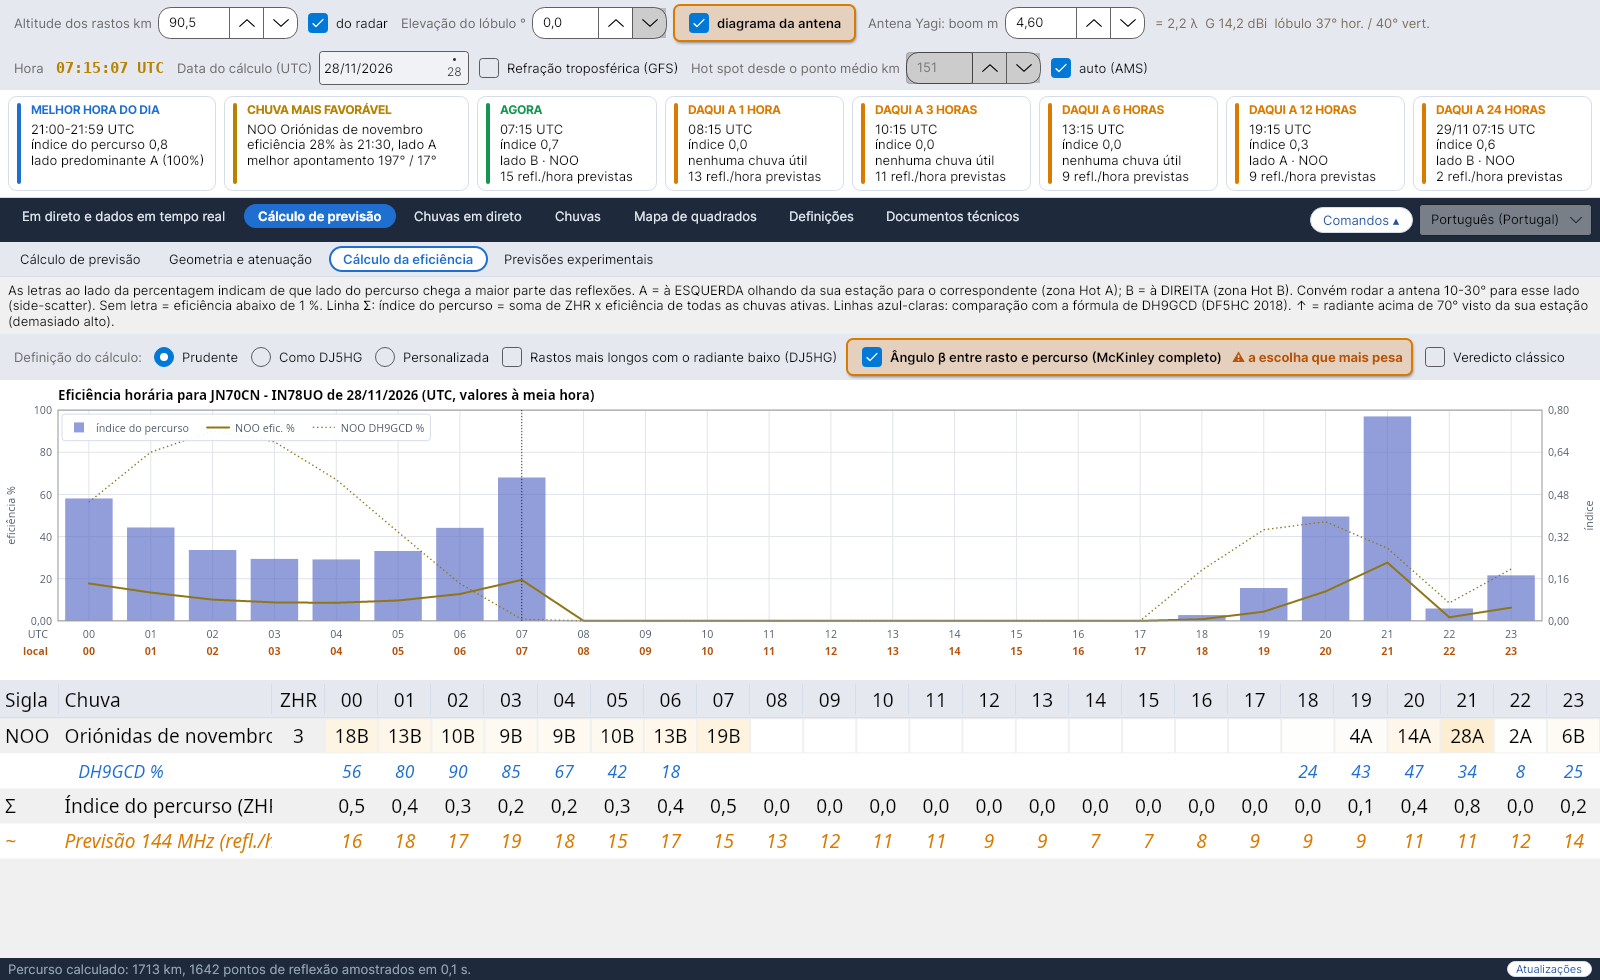 Altitude dos rastos km 90,5 do radar Elevação do lóbulo ° 0,0 diagrama da antena Antena Yagi: boom m 4,60 = 2,2 λ G 14,2 dBi lóbulo 37° hor. / 40° vert.
Hora 07:15:07 UTC Data do cálculo (UTC) 28/11/2026 28 Refração troposférica (GFS) Hot spot desde o ponto médio km 151 auto (AMS)
MELHOR HORA DO DIA
21:00-21:59 UTC
índice do percurso 0,8
lado predominante A (100%)
CHUVA MAIS FAVORÁVEL
NOO Oriónidas de novembro
eficiência 28% às 21:30, lado A
melhor apontamento 197° / 17°
AGORA
07:15 UTC
índice 0,7
lado B · NOO
15 refl./hora previstas
DAQUI A 1 HORA
08:15 UTC
índice 0,0
nenhuma chuva útil
13 refl./hora previstas
DAQUI A 3 HORAS
10:15 UTC
índice 0,0
nenhuma chuva útil
11 refl./hora previstas
DAQUI A 6 HORAS
13:15 UTC
índice 0,0
nenhuma chuva útil
9 refl./hora previstas
DAQUI A 12 HORAS
19:15 UTC
índice 0,3
lado A · NOO
9 refl./hora previstas
DAQUI A 24 HORAS
29/11 07:15 UTC
índice 0,6
lado B · NOO
2 refl./hora previstas
Em direto e dados em tempo real Cálculo de previsão Chuvas em direto Chuvas Mapa de quadrados Definições Documentos técnicos Comandos ▴ Português (Portugal)
Cálculo de previsão Geometria e atenuação Cálculo da eficiência Previsões experimentais
As letras ao lado da percentagem indicam de que lado do percurso chega a maior parte das reflexões. A = à ESQUERDA olhando da sua estação para o correspondente (zona Hot A); B = à DIREITA (zona Hot B). Convém rodar a antena 10-30° para esse lado
(side-scatter). Sem letra = eficiência abaixo de 1 %. Linha Σ: índice do percurso = soma de ZHR x eficiência de todas as chuvas ativas. Linhas azul-claras: comparação com a fórmula de DH9GCD (DF5HC 2018). ↑ = radiante acima de 70° visto da sua estação
(demasiado alto).
Definição do cálculo: Prudente Como DJ5HG Personalizada Rastos mais longos com o radiante baixo (DJ5HG) Ângulo β entre rasto e percurso (McKinley completo) ⚠ a escolha que mais pesa Veredicto clássico
Eficiência horária para JN70CN - IN78UO de 28/11/2026 (UTC, valores à meia hora)
índice do percurso NOO efic. % NOO DH9GCD %
eficiência %
100
80
60
40
20
0,00
índice
0,80
0,64
0,48
0,32
0,16
0,00
UTC 00 01 02 03 04 05 06 07 08 09 10 11 12 13 14 15 16 17 18 19 20 21 22 23
local 00 01 02 03 04 05 06 07 08 09 10 11 12 13 14 15 16 17 18 19 20 21 22 23
Sigla Chuva ZHR 00 01 02 03 04 05 06 07 08 09 10 11 12 13 14 15 16 17 18 19 20 21 22 23
NOO Oriónidas de novembro 3 18B 13B 10B 9B 9B 10B 13B 19B 4A 14A 28A 2A 6B
DH9GCD % 56 80 90 85 67 42 18 24 43 47 34 8 25
Σ Índice do percurso (ZHR 0,5 0,4 0,3 0,2 0,2 0,3 0,4 0,5 0,0 0,0 0,0 0,0 0,0 0,0 0,0 0,0 0,0 0,0 0,0 0,1 0,4 0,8 0,0 0,2
~ Previsão 144 MHz (refl./h 16 18 17 19 18 15 17 15 13 12 11 11 9 9 7 7 8 9 9 9 11 11 12 14
Percurso calculado: 1713 km, 1642 pontos de reflexão amostrados em 0,1 s. Atualizações